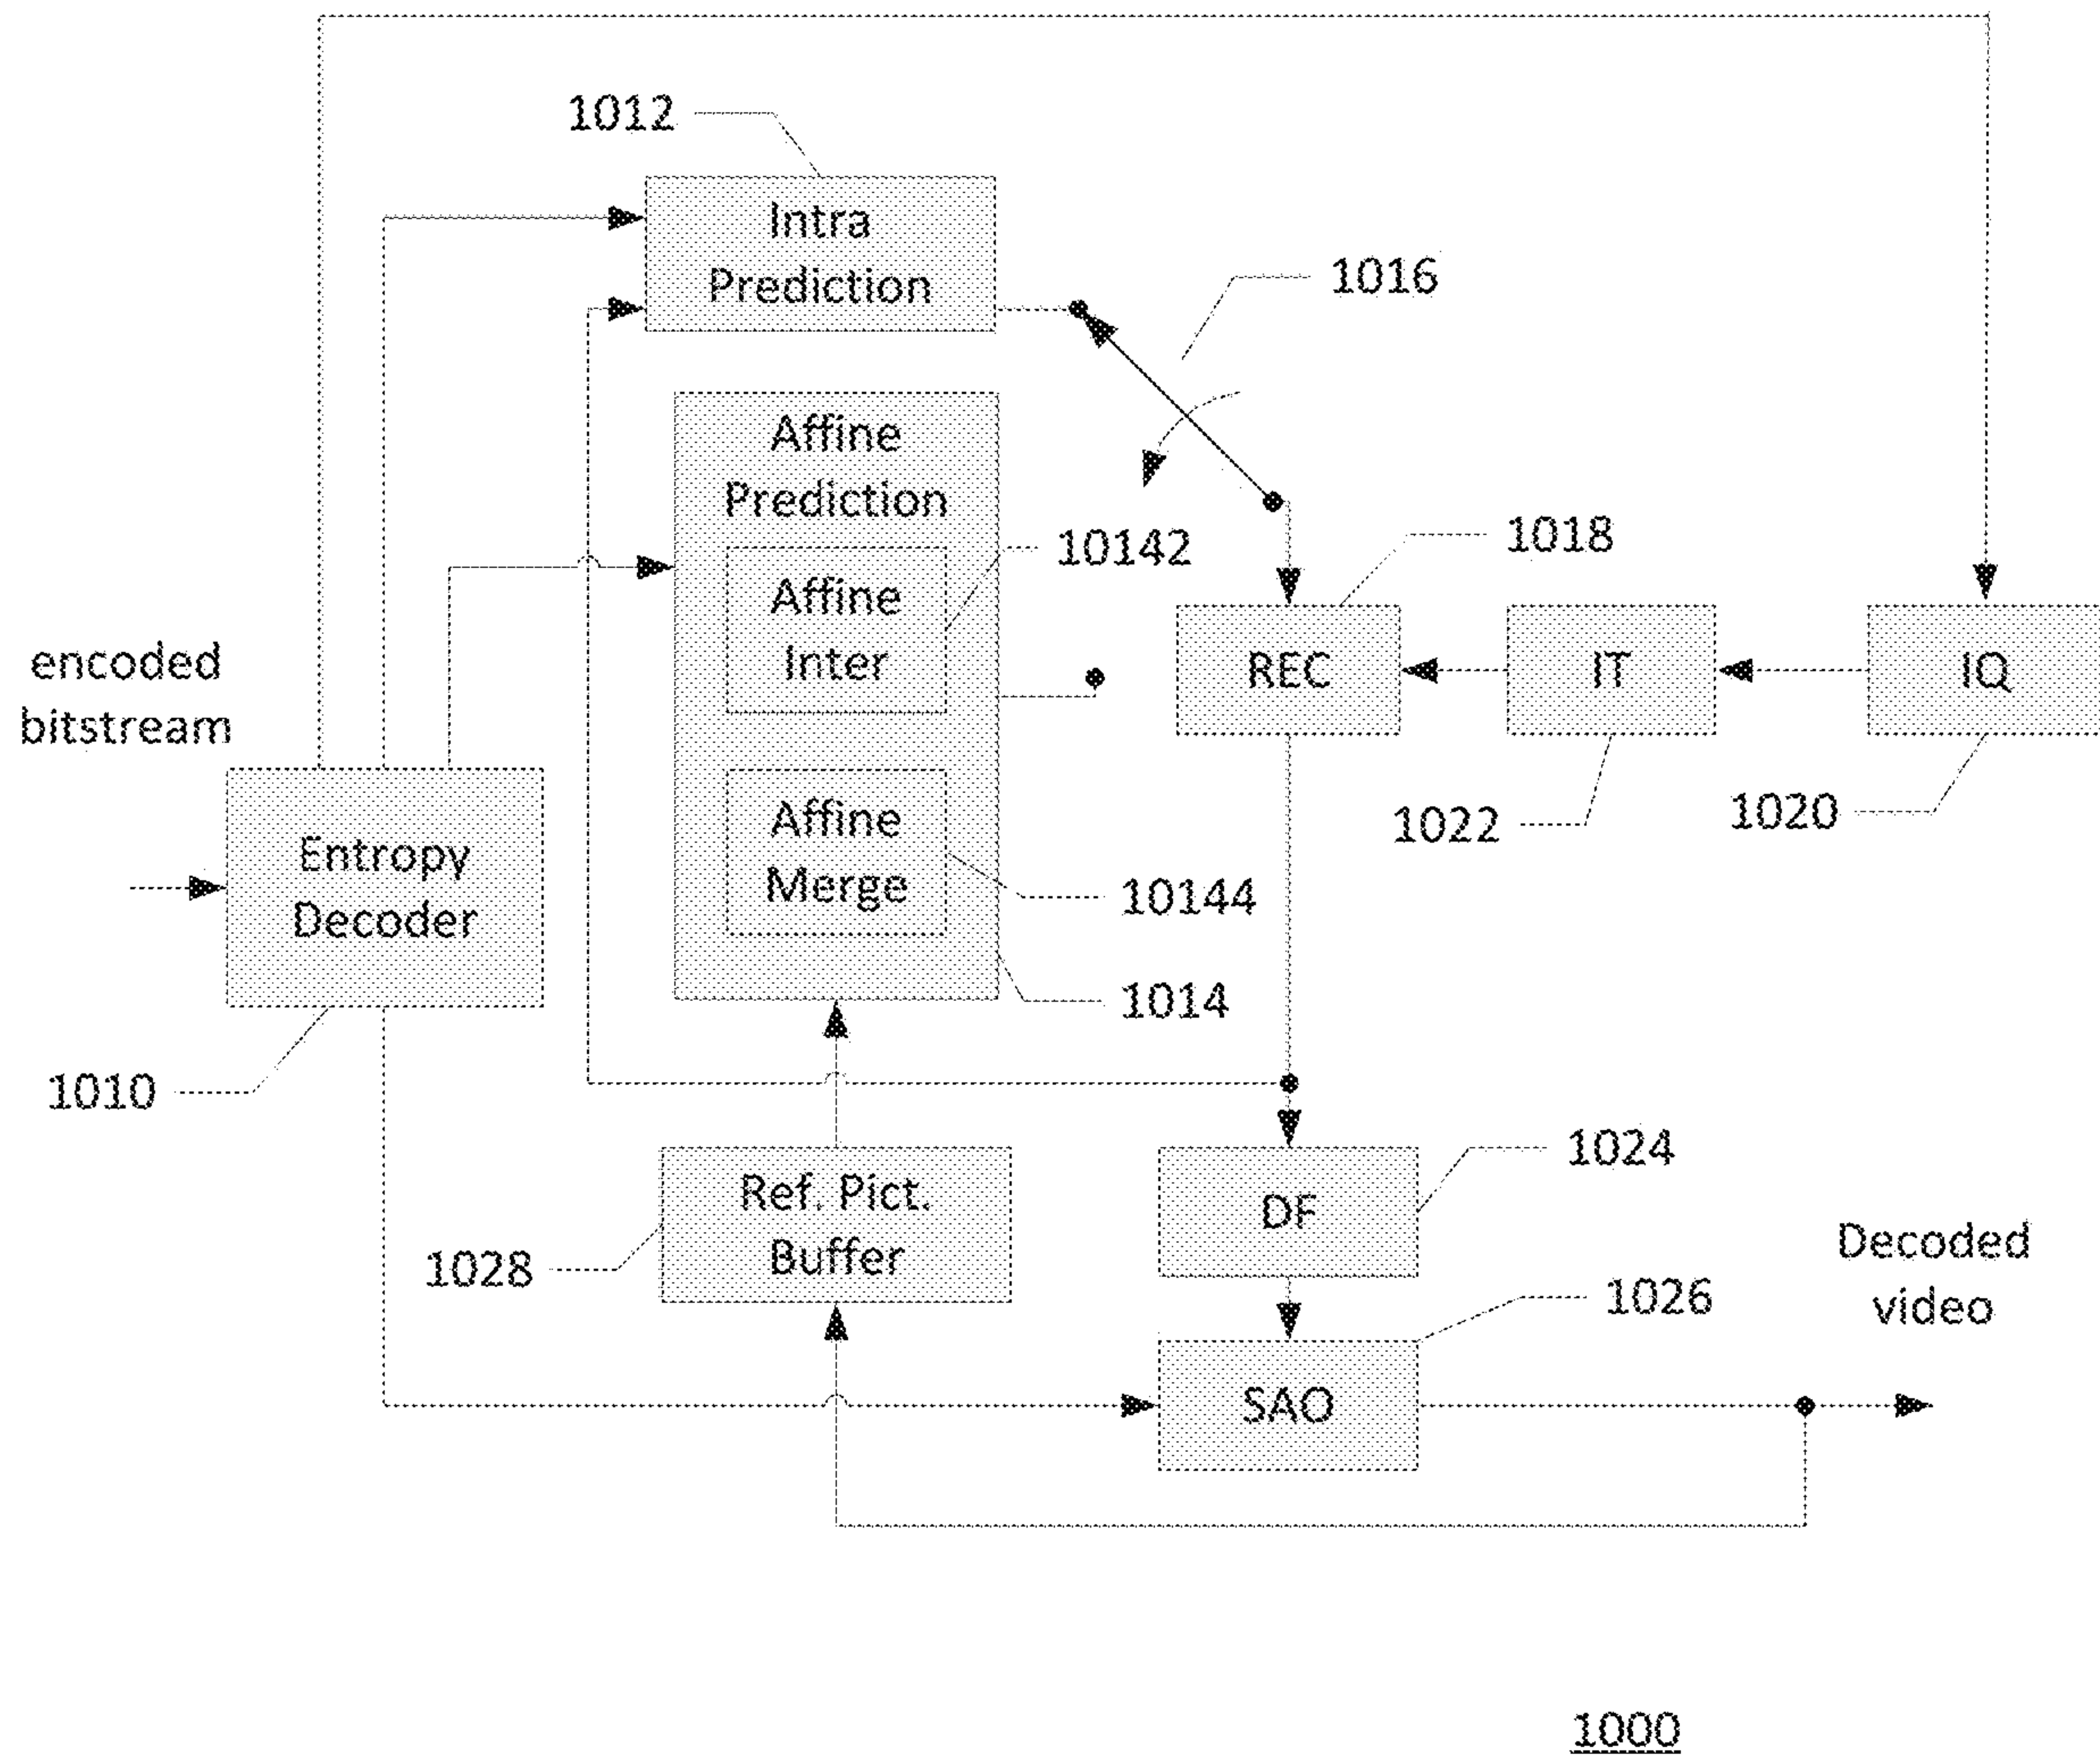 1012
Intra
Prediction
1016
Affine
Prediction
10142
Affine
Inter
1018
REC
IT
IQ
encoded
bitstream
1022
1020
Affine
Merge
10144
Entropy
Decoder
1014
1010
1024
Ref. Pict.
Buffer
DF
1028
Decoded
video
1026
SAO
1000